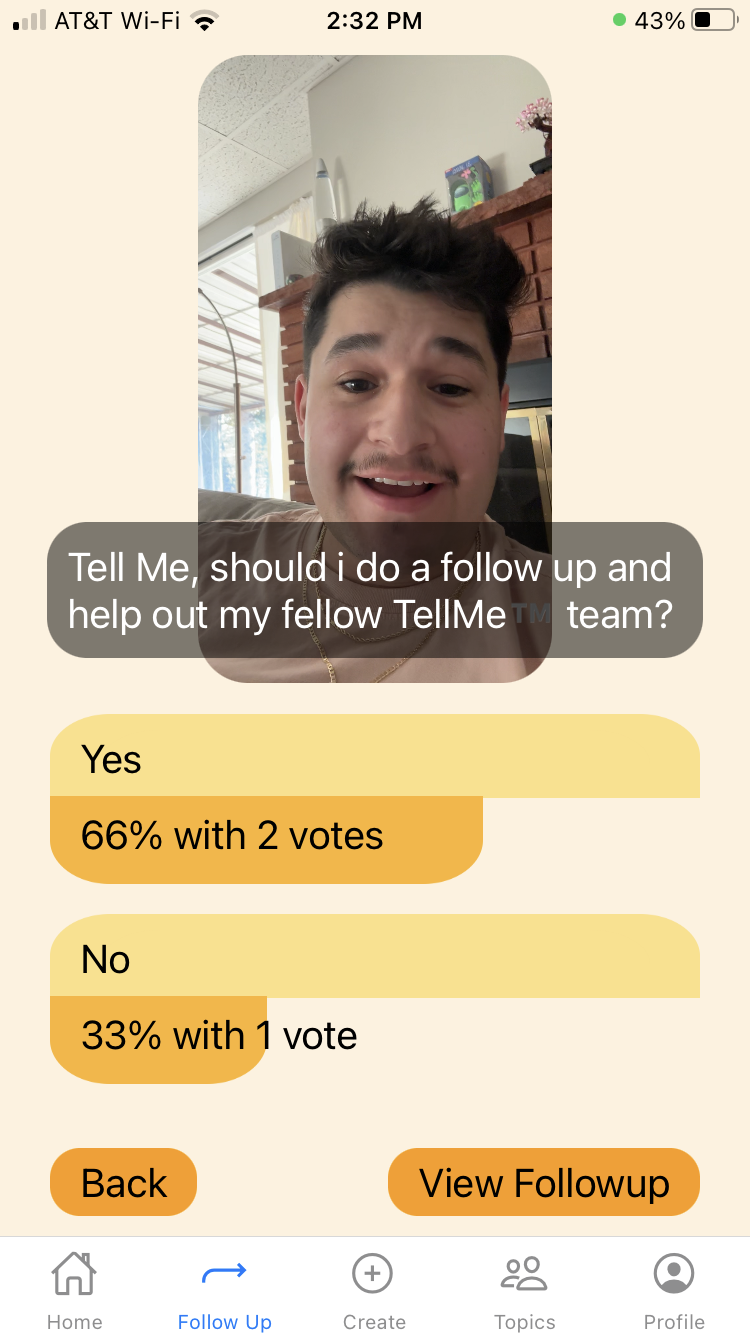 AT&T Wi-Fi 2:32 PM 43%
Tell Me, should i do a follow up and
help out my fellow TellMe™ team?
Yes
66% with 2 votes
No
33% with 1 vote
Back View Followup
Home Follow Up Create Topics Profile